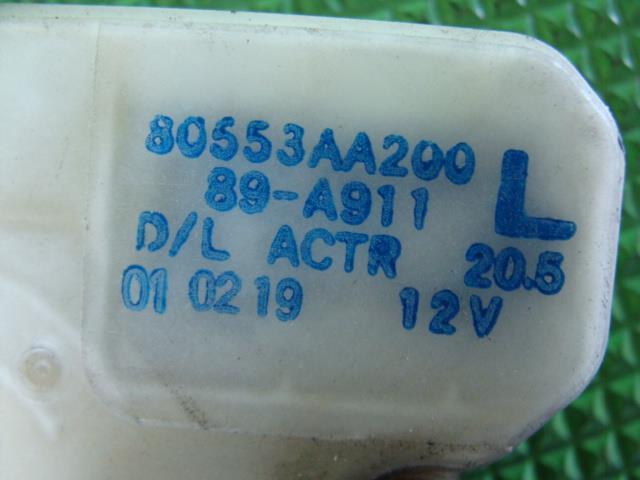 80553AA200
89-A911 L
D/L ACTR 20.5
01 02 19 12V